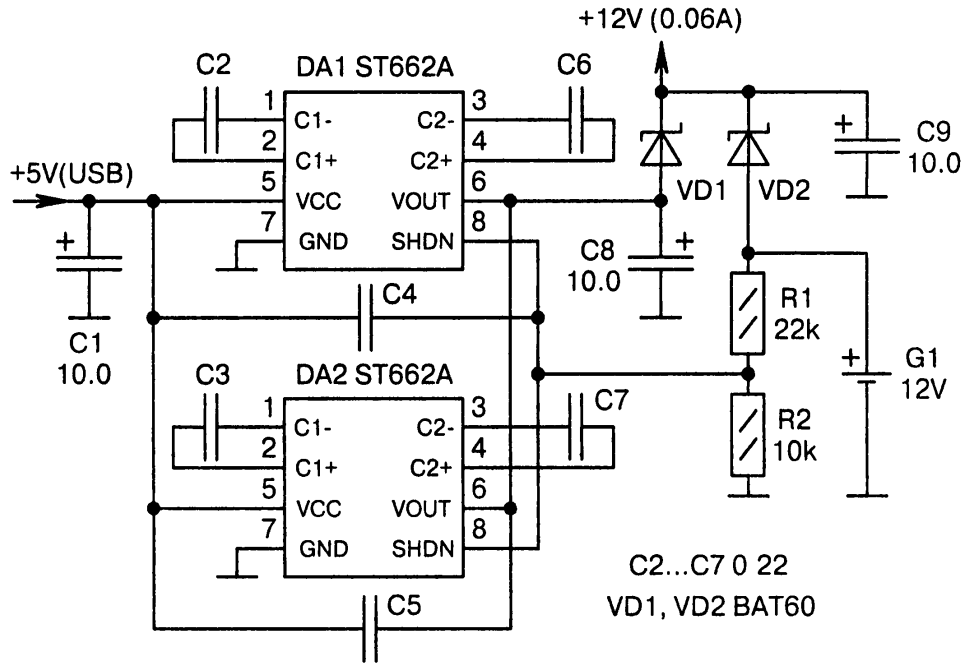 +12V (0.06A)
C2
DA1 ST662A
C6
1
C1-
C2-
3
2
C1+
C2+
4
+5V(USB)
5
VCC
VOUT
6
7
GND
SHDN
8
VD1
VD2
+
C9
10.0
+
C1
10.0
C4
C8
10.0
+
R1
22k
C3
DA2 ST662A
C7
+
G1
12V
1
C1-
C2-
3
2
C1+
C2+
4
R2
10k
5
VCC
VOUT
6
7
GND
SHDN
8
C5
C2...C7 0 22
VD1, VD2 BAT60